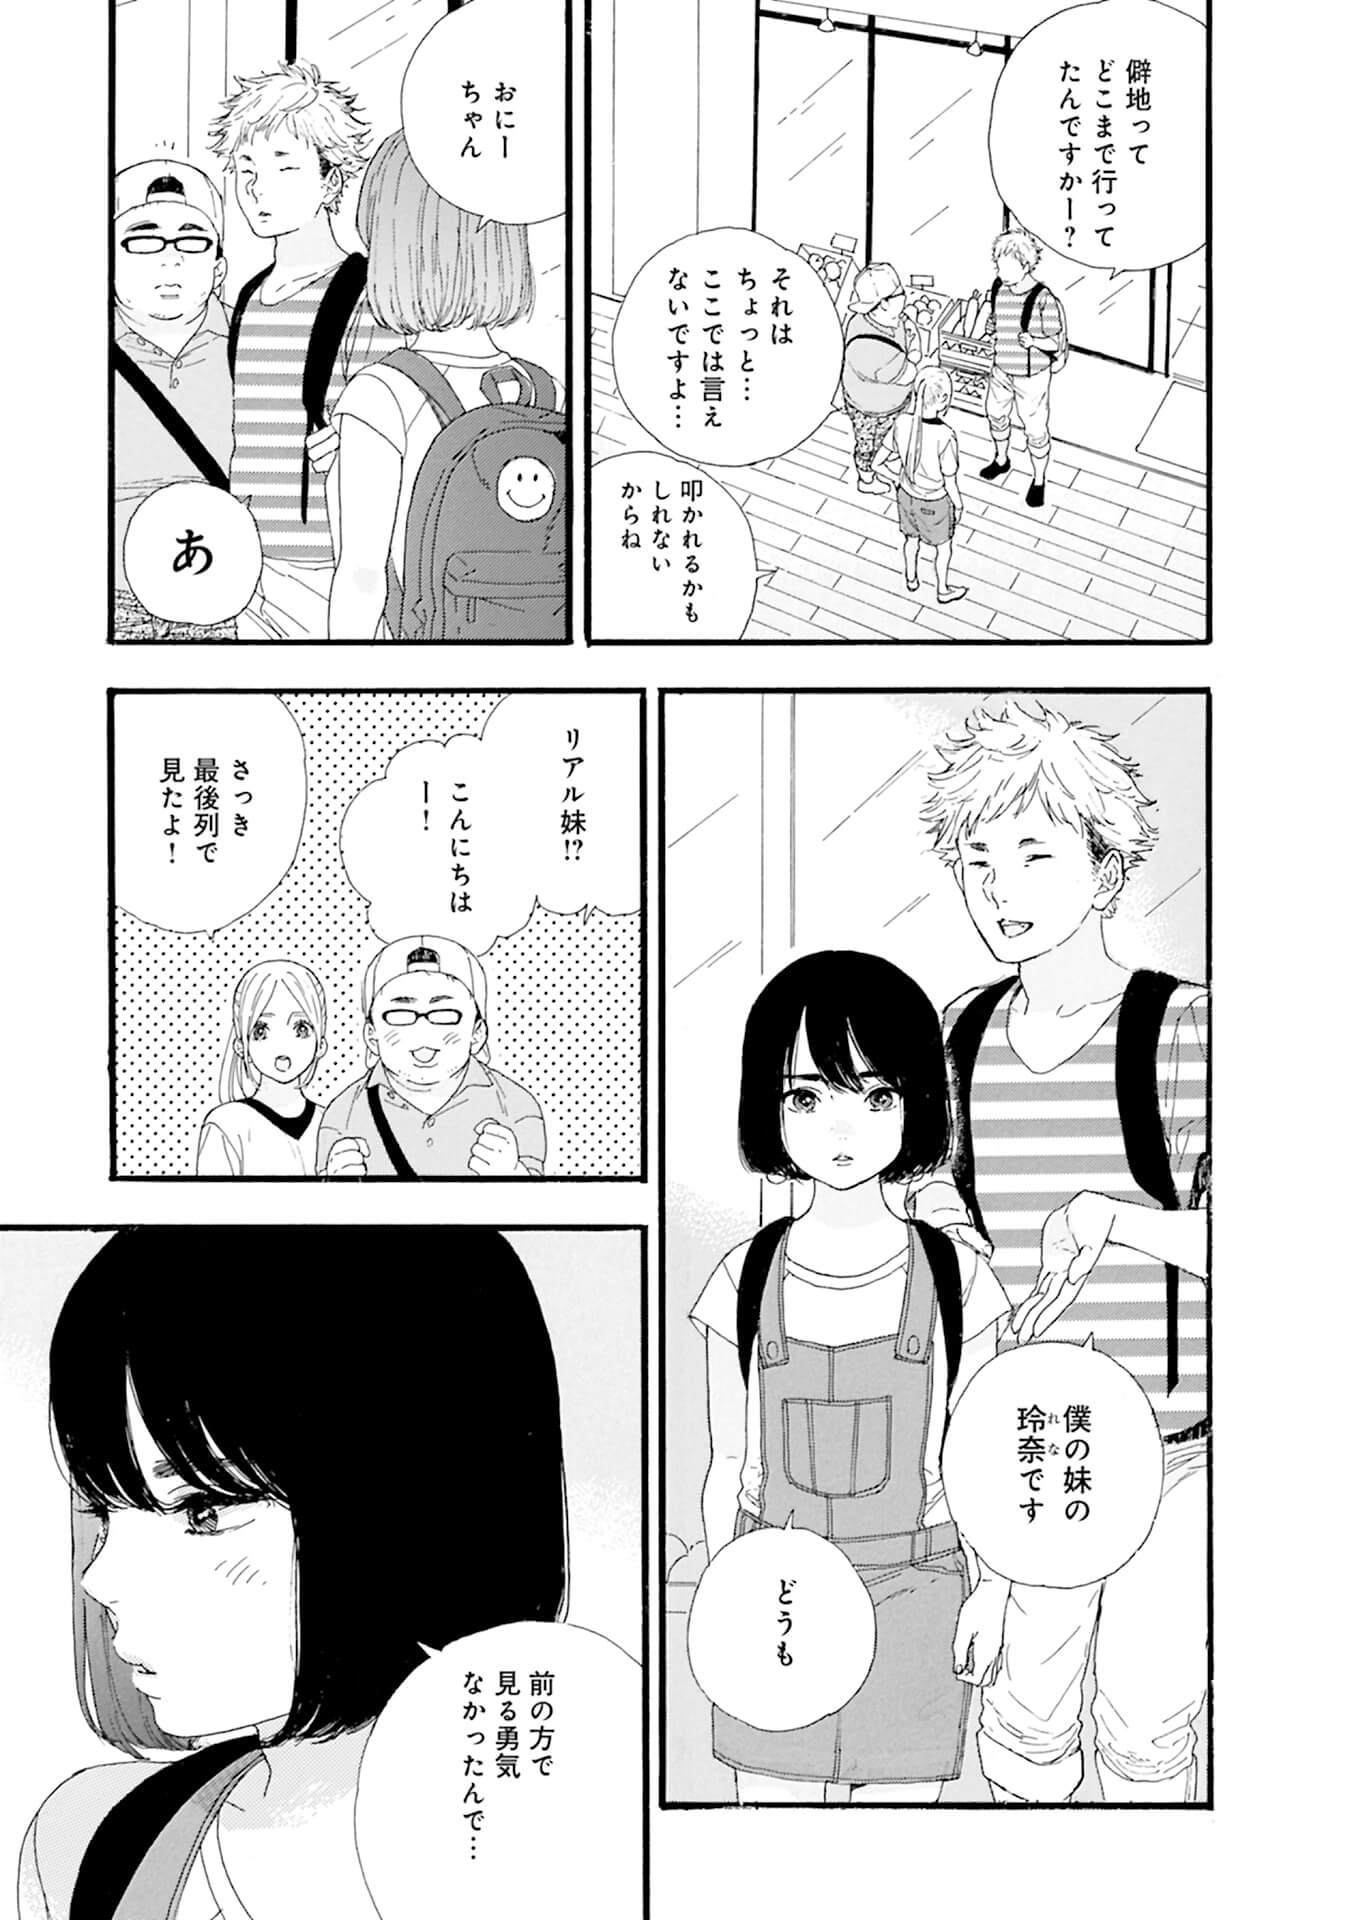 僻地って
どこまで行って
たんですかー?
それは
ちょっと…
ここでは言え
ないですよ…
叩かれるかも
しれない
からね
おにー
ちゃん
あ
僕の妹の
玲奈です
れな
どうも
リアル妹!?
こんにちは
ー!
さっき
最後列で
見たよ!
前の方で
見る勇気
なかったんで…